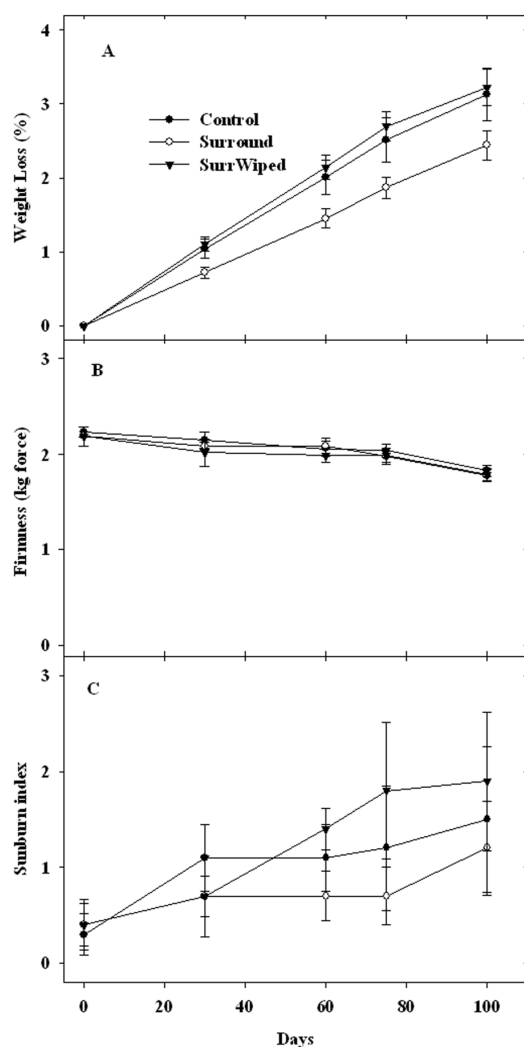 4
A
3
Control
Surround
SurrWiped
2
1
0
Weight Loss (%)
3
B
2
1
0
Firmness (kg force)
3
C
2
1
0
Sunburn index
0 20 40 60 80 100
Days